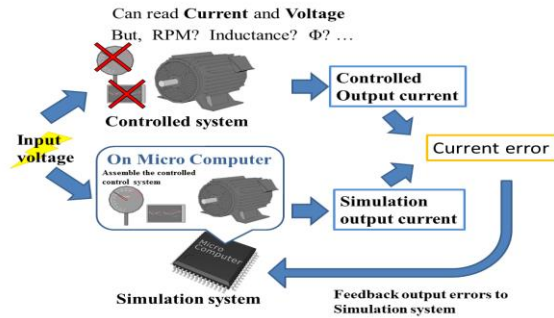 Can read Current and Voltage
But, RPM? Inductance? Φ? …
Controlled system
Controlled
Output current
Input
voltage
Current error
On Micro Computer
Assemble the controlled
control system
Simulation
output current
Micro
Computer
Simulation system
Feedback output errors to
Simulation system